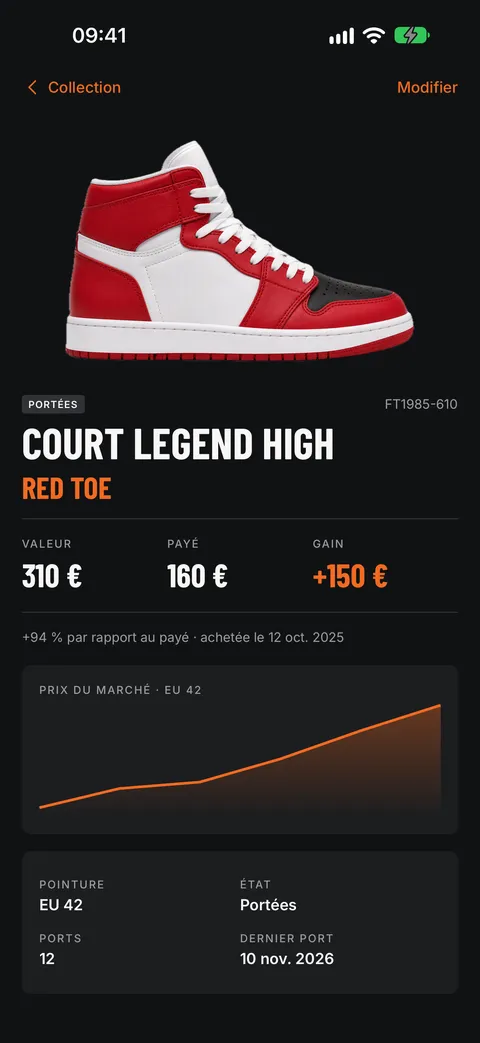 09:41
Collection
Modifier
PORTÉES
FT1985-610
COURT LEGEND HIGH
RED TOE
VALEUR
PAYÉ
GAIN
310 €
160 €
+150 €
+94 % par rapport au payé · achetée le 12 oct. 2025
PRIX DU MARCHÉ · EU 42
POINTURE
ÉTAT
EU 42
Portées
PORTS
DERNIER PORT
12
10 nov. 2026